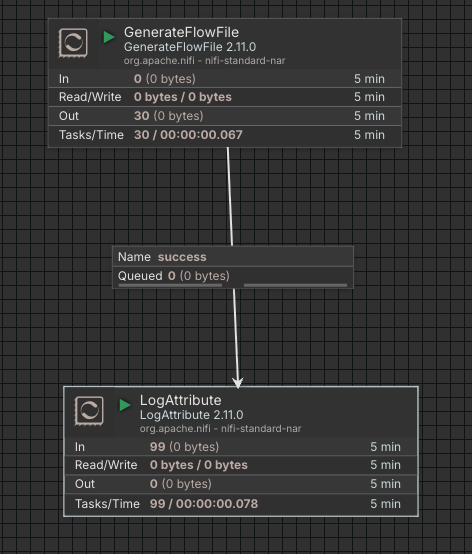 GenerateFlowFile
GenerateFlowFile 2.11.0
org.apache.nifi - nifi-standard-nar
In 0 (0 bytes) 5 min
Read/Write 0 bytes / 0 bytes 5 min
Out 30 (0 bytes) 5 min
Tasks/Time 30 / 00:00:00.067 5 min
Name success
Queued 0 (0 bytes)
LogAttribute
LogAttribute 2.11.0
org.apache.nifi - nifi-standard-nar
In 99 (0 bytes) 5 min
Read/Write 0 bytes / 0 bytes 5 min
Out 0 (0 bytes) 5 min
Tasks/Time 99 / 00:00:00.078 5 min